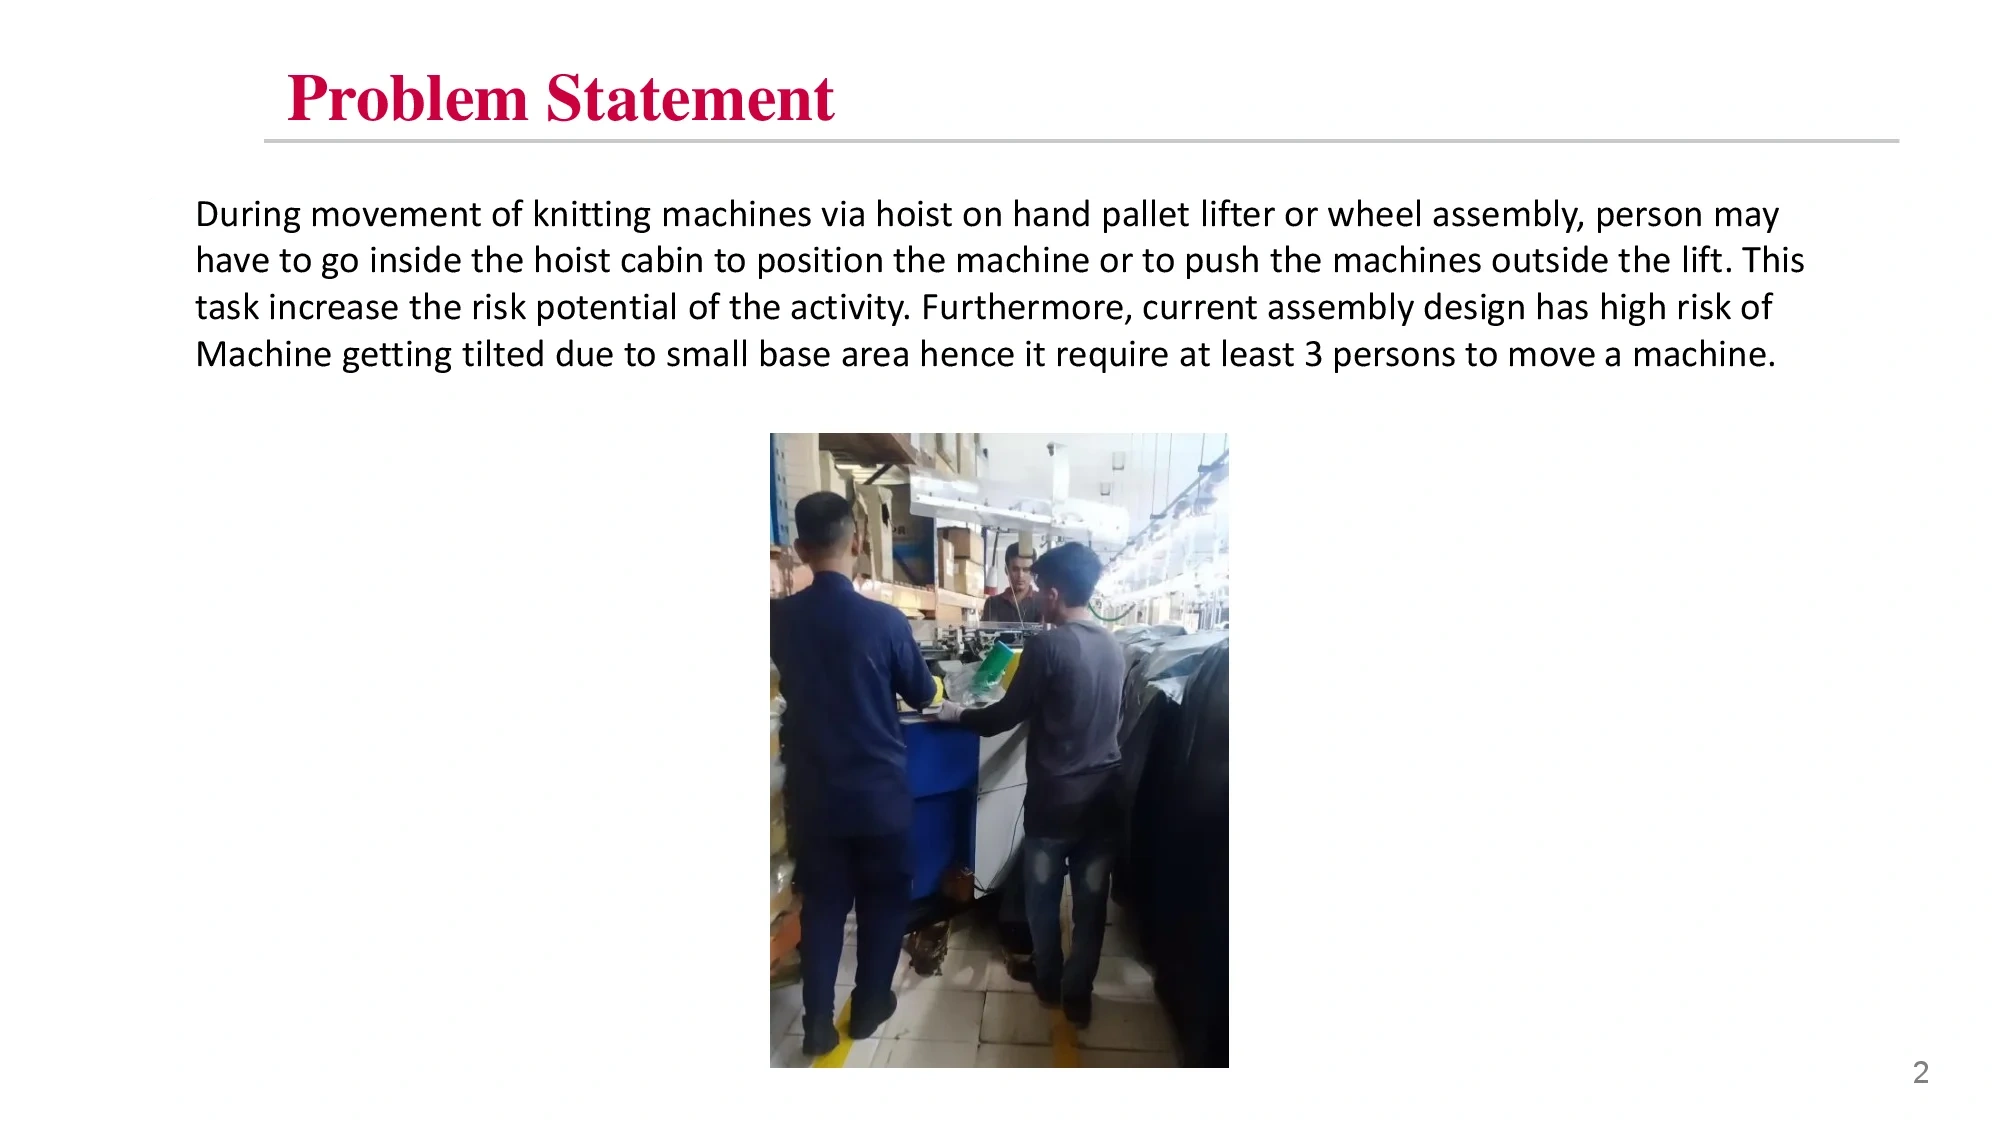 Problem Statement
During movement of knitting machines via hoist on hand pallet lifter or wheel assembly, person may
have to go inside the hoist cabin to position the machine or to push the machines outside the lift. This
task increase the risk potential of the activity. Furthermore, current assembly design has high risk of
Machine getting tilted due to small base area hence it require at least 3 persons to move a machine.
2